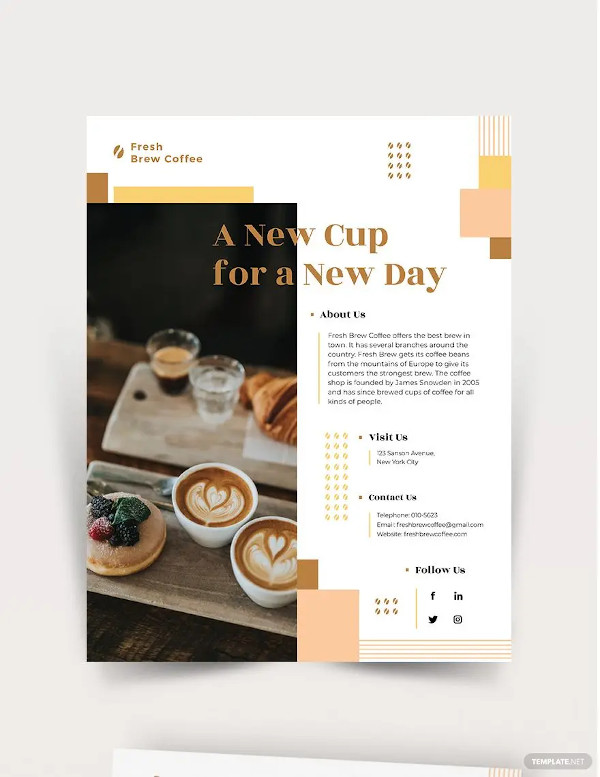 Fresh
Brew Coffee
A New Cup
for a New Day
About Us
Fresh Brew Coffee offers the best brew in
town. It has several branches around the
country. Fresh Brew gets its coffee beans
from the mountains of Europe to give its
customers the strongest brew. The coffee
shop is founded by James Snowden in 2005
and has since brewed cups of coffee for all
kinds of people.
Visit Us
123 Sanson Avenue,
New York City
Contact Us
Telephone: 010-5623
Email: freshbrewcoffee@gmail.com
Website: freshbrewcoffee.com
Follow Us
f in
TEMPLATE.NET